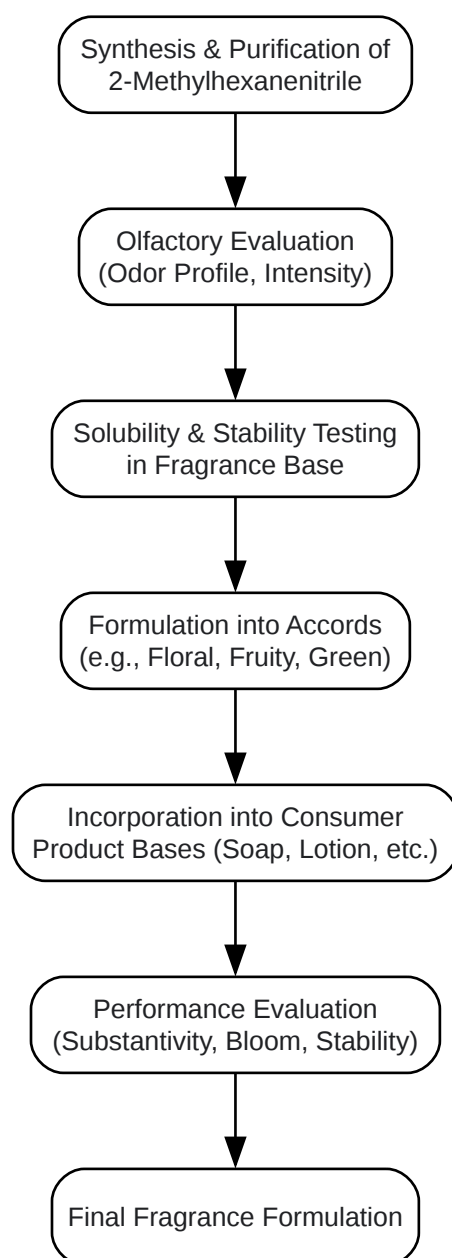 Synthesis & Purification of
2-Methylhexanenitrile
Olfactory Evaluation
(Odor Profile, Intensity)
Solubility & Stability Testing
in Fragrance Base
Formulation into Accords
(e.g., Floral, Fruity, Green)
Incorporation into Consumer
Product Bases (Soap, Lotion, etc.)
Performance Evaluation
(Substantivity, Bloom, Stability)
Final Fragrance Formulation